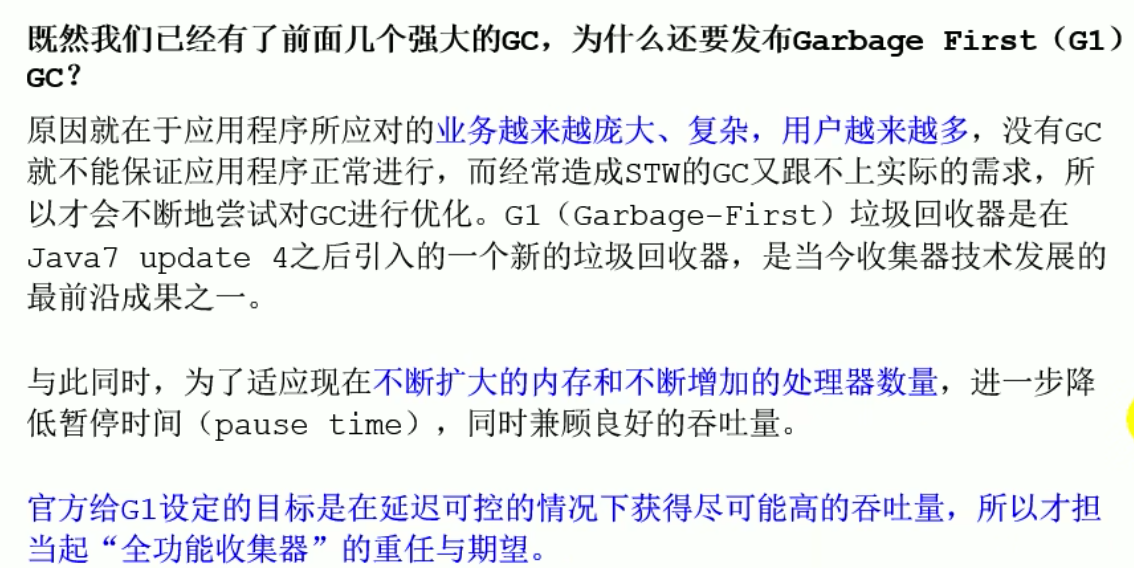 既然我们已经有了前面几个强大的GC，为什么还要发布Garbage First（G1）
GC？
原因就在于应用程序所应对的业务越来越庞大、复杂，用户越来越多，没有GC
就不能保证应用程序正常进行，而经常造成STW的GC又跟不上实际的需求，所
以才会不断地尝试对GC进行优化。G1（Garbage-First）垃圾回收器是在
Java7 update 4之后引入的一个新的垃圾回收器，是当今收集器技术发展的
最前沿成果之一。
与此同时，为了适应现在不断扩大的内存和不断增加的处理器数量，进一步降
低暂停时间（pause time），同时兼顾良好的吞吐量。
官方给G1设定的目标是在延迟可控的情况下获得尽可能高的吞吐量，所以才担
当起“全功能收集器”的重任与期望。